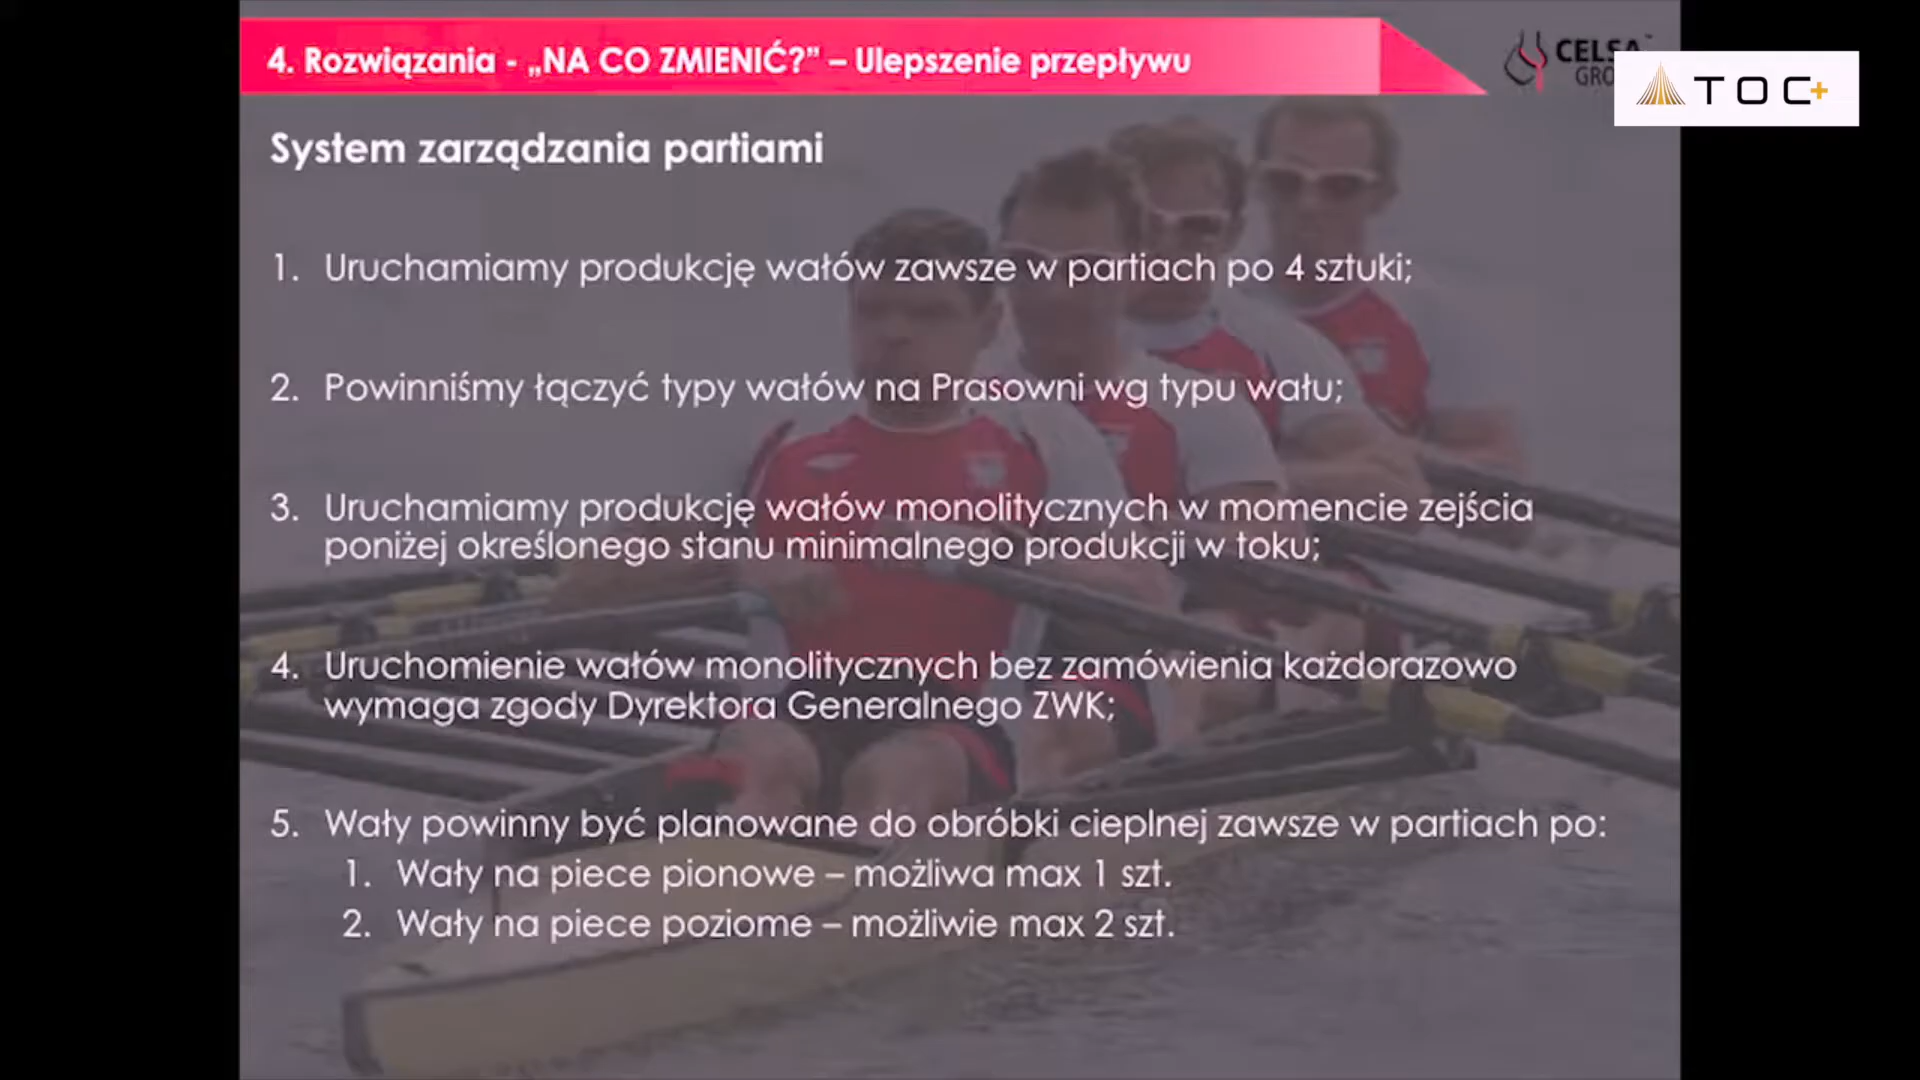 4. Rozwiązania - „NA CO ZMIENIĆ?” – Ulepszenie przepływu
CELSA
GRO
TOC+
System zarządzania partiami
1. Uruchamiamy produkcję wałów zawsze w partiach po 4 sztuki;
2. Powinniśmy łączyć typy wałów na Prasowni wg typu wału;
3. Uruchamiamy produkcję wałów monolitycznych w momencie zejścia
poniżej określonego stanu minimalnego produkcji w toku;
4. Uruchomienie wałów monolitycznych bez zamówienia każdorazowo
wymaga zgody Dyrektora Generalnego ZWK;
5. Wały powinny być planowane do obróbki cieplnej zawsze w partiach po:
1. Wały na piece pionowe – możliwa max 1 szt.
2. Wały na piece poziome – możliwie max 2 szt.